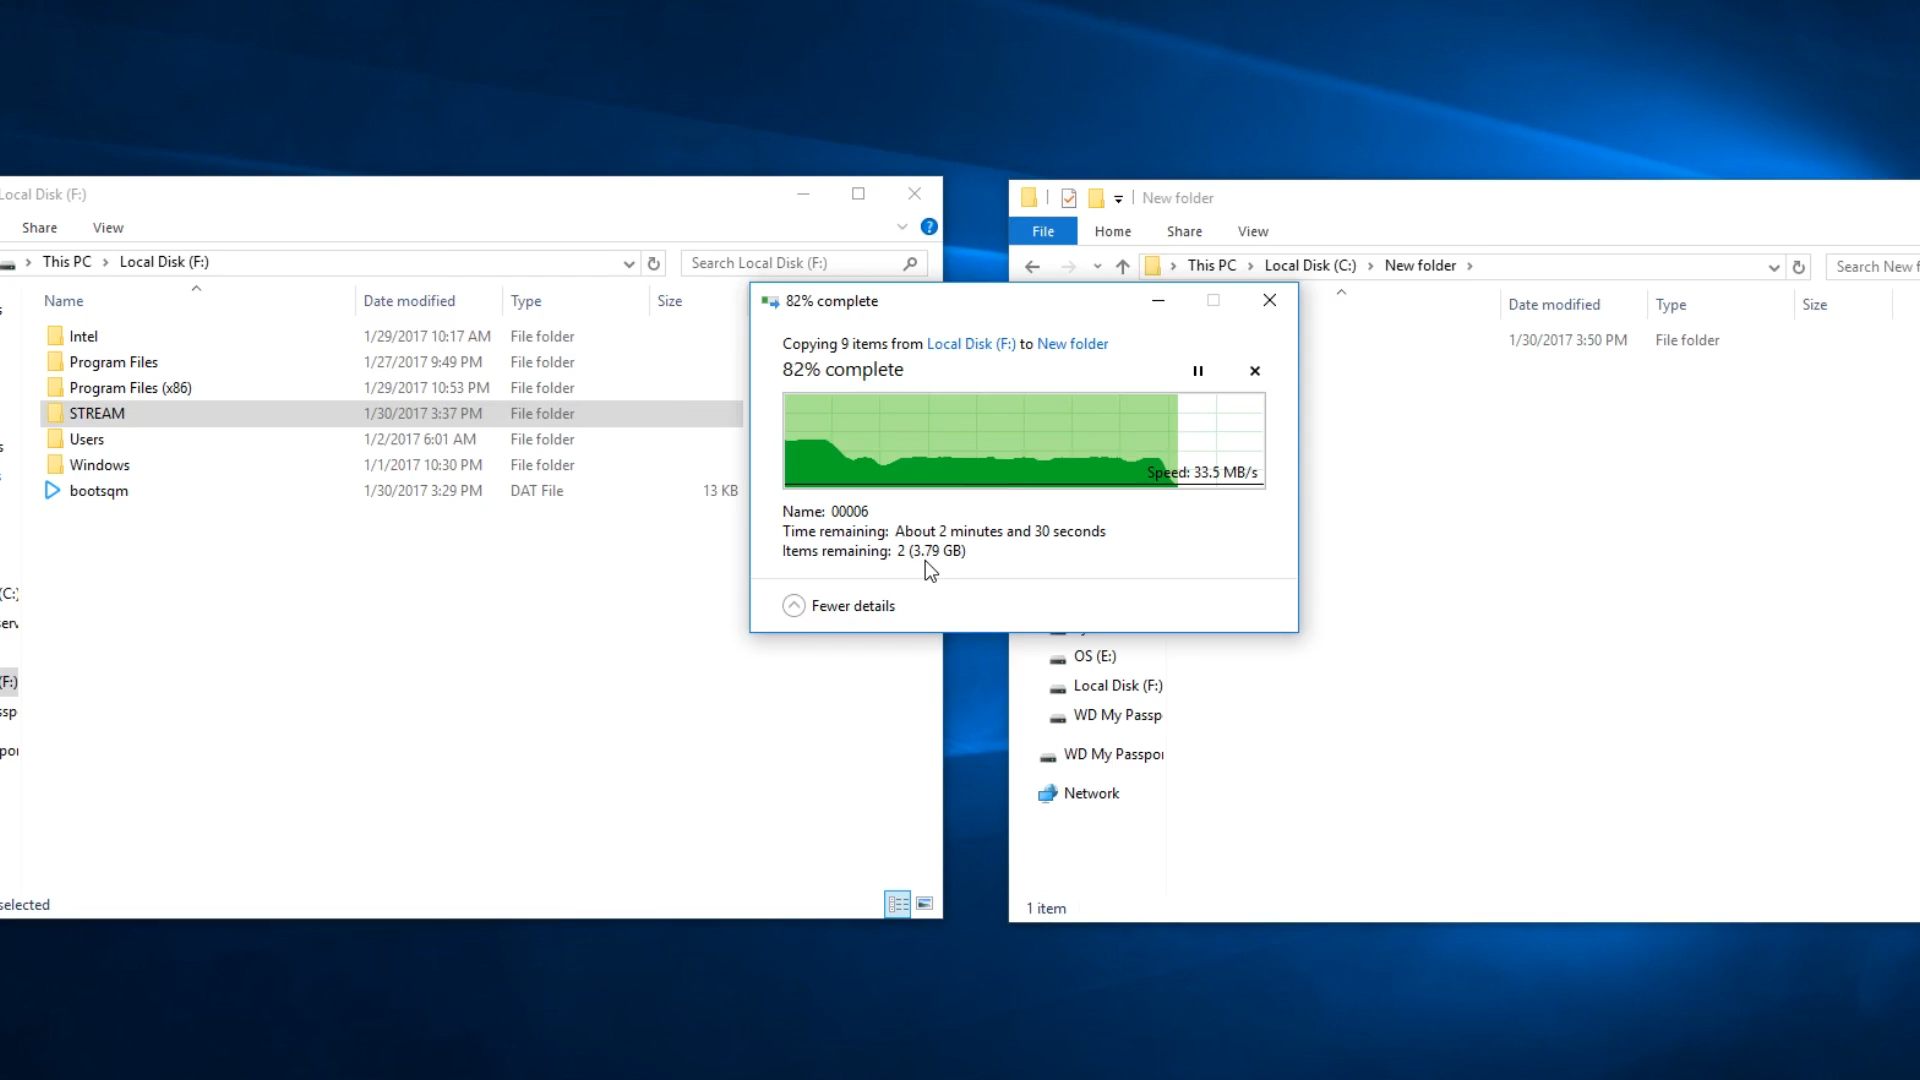 Local Disk (F:)
Share View
This PC Local Disk (F:) Search Local Disk (F:)
Name Date modified Type Size
Intel 1/29/2017 10:17 AM File folder
Program Files 1/27/2017 9:49 PM File folder
Program Files (x86) 1/29/2017 10:53 PM File folder
STREAM 1/30/2017 3:37 PM File folder
Users 1/2/2017 6:01 AM File folder
Windows 1/1/2017 10:30 PM File folder
bootsqm 1/30/2017 3:29 PM DAT File 13 KB
(C:)
(F:)
selected
82% complete
Copying 9 items from Local Disk (F:) to New folder
82% complete
Speed: 33.5 MB/s
Name: 00006
Time remaining: About 2 minutes and 30 seconds
Items remaining: 2 (3.79 GB)
Fewer details
New folder
File Home Share View
This PC Local Disk (C:) New folder Search New f
Date modified Type Size
1/30/2017 3:50 PM File folder
OS (E:)
Local Disk (F:)
WD My Passp
WD My Passpor
Network
1 item